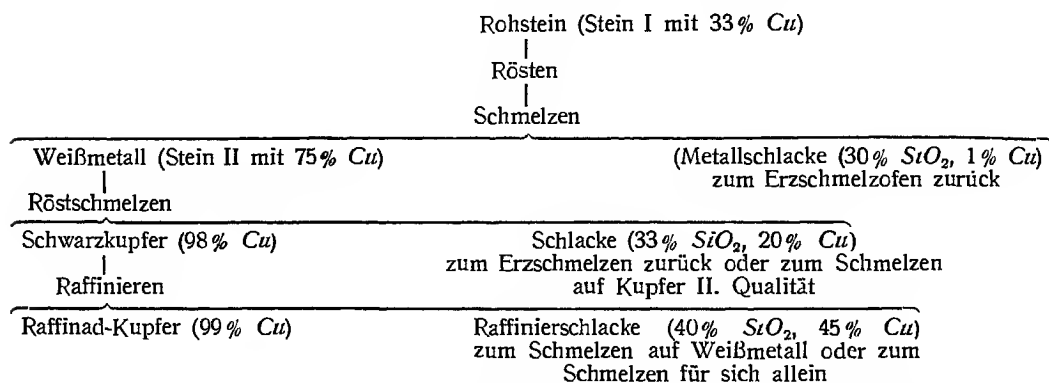 Rohstein (Stein I mit 33% Cu)
Rösten
Schmelzen
Weißmetall (Stein II mit 75% Cu)
(Metallschlacke (30% SiO₂, 1% Cu)
zum Erzschmelzofen zurück
Röstschmelzen
Schwarzkupfer (98% Cu)
Schlacke (33% SiO₂, 20% Cu)
zum Erzschmelzen zurück oder zum Schmelzen
auf Kupfer II. Qualität
Raffinieren
Raffinad-Kupfer (99% Cu)
Raffinierschlacke (40% SiO₂, 45% Cu)
zum Schmelzen auf Weißmetall oder zum
Schmelzen für sich allein